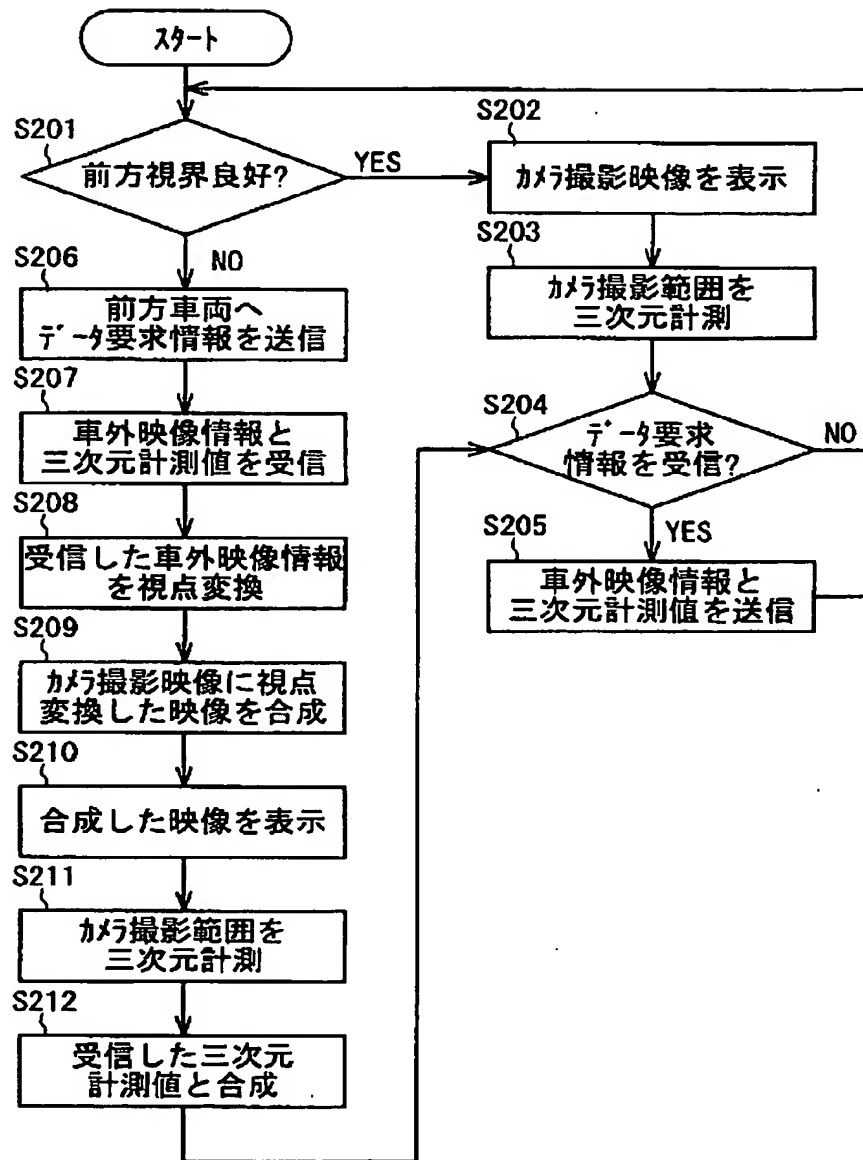 スタート
S201
前方視界良好?
YES
NO
S202
カメラ撮影映像を表示
S203
カメラ撮影範囲を
三次元計測
S204
データ要求
情報を受信?
NO
YES
S205
車外映像情報と
三次元計測値を送信
S206
前方車両へ
データ要求情報を送信
S207
車外映像情報と
三次元計測値を受信
S208
受信した車外映像情報
を視点変換
S209
カメラ撮影映像に視点
変換した映像を合成
S210
合成した映像を表示
S211
カメラ撮影範囲を
三次元計測
S212
受信した三次元
計測値と合成